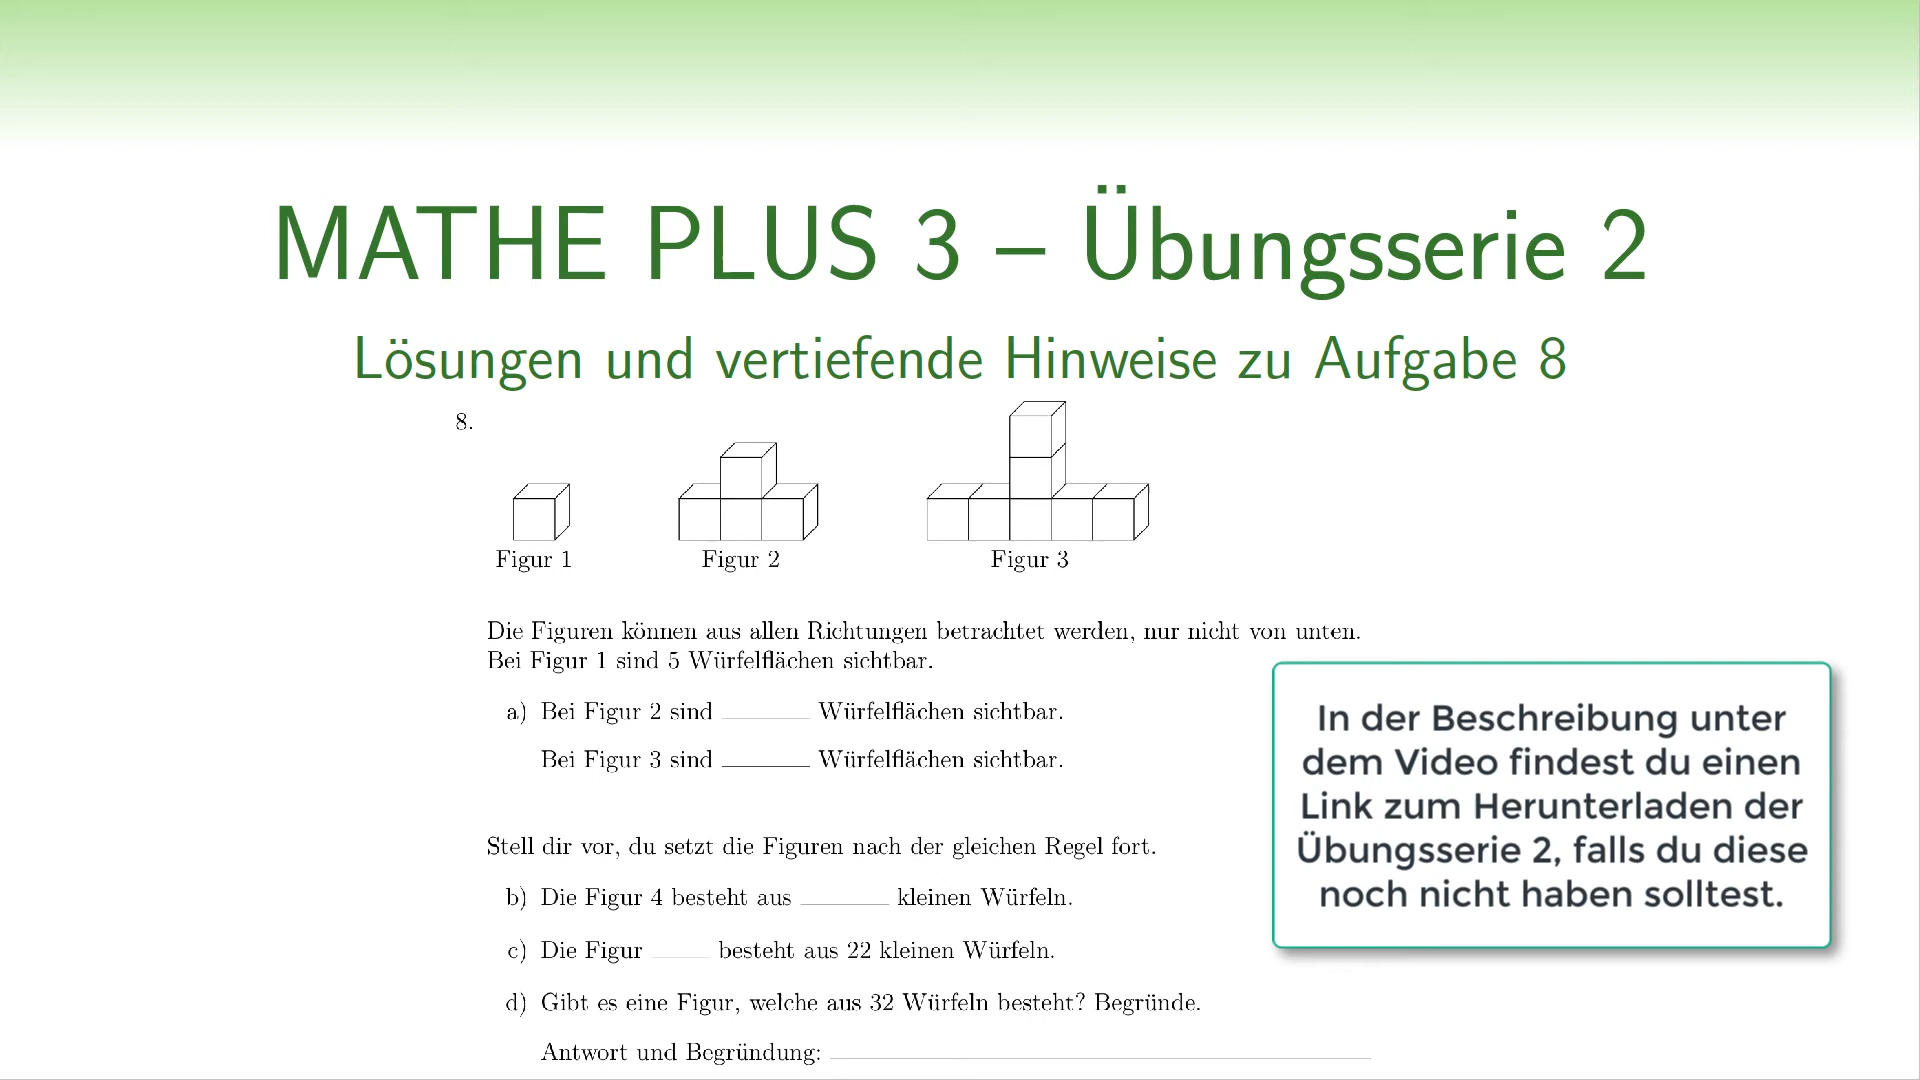 MATHE PLUS 3 – Übungsserie 2
Lösungen und vertiefende Hinweise zu Aufgabe 8
8.
Figur 1
Figur 2
Figur 3
Die Figuren können aus allen Richtungen betrachtet werden, nur nicht von unten.
Bei Figur 1 sind 5 Würfelflächen sichtbar.
a) Bei Figur 2 sind ______ Würfelflächen sichtbar.
Bei Figur 3 sind ______ Würfelflächen sichtbar.
Stell dir vor, du setzt die Figuren nach der gleichen Regel fort.
b) Die Figur 4 besteht aus ______ kleinen Würfeln.
c) Die Figur ____ besteht aus 22 kleinen Würfeln.
d) Gibt es eine Figur, welche aus 32 Würfeln besteht? Begründe.
Antwort und Begründung: ______
In der Beschreibung unter
dem Video findest du einen
Link zum Herunterladen der
Übungsserie 2, falls du diese
noch nicht haben solltest.